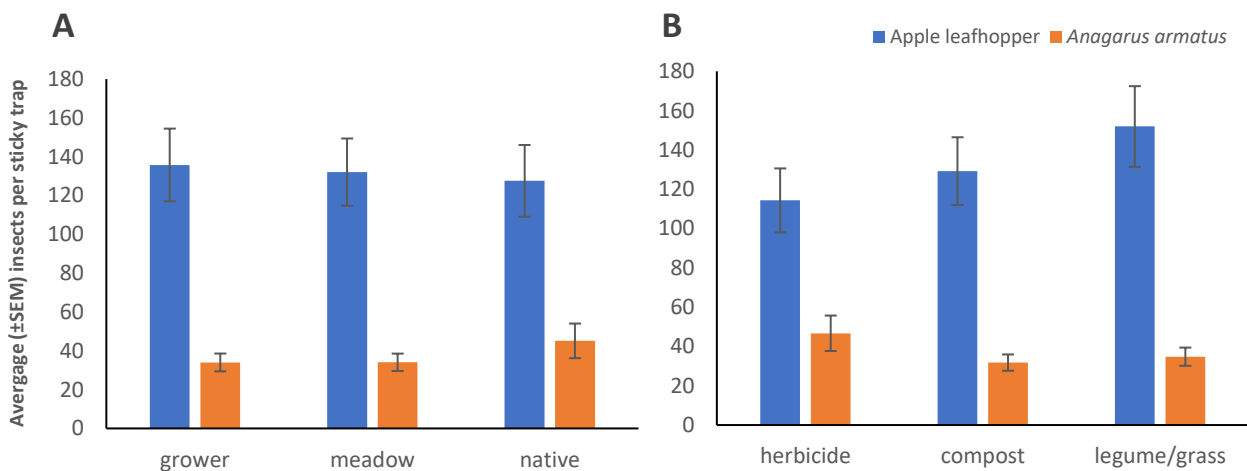 A
B
Apple leafhopper
Anagarus armatus
Avergage (±SEM) insects per sticky trap
180
160
140
120
100
80
60
40
20
0
grower
meadow
native
180
160
140
120
100
80
60
40
20
0
herbicide
compost
legume/grass